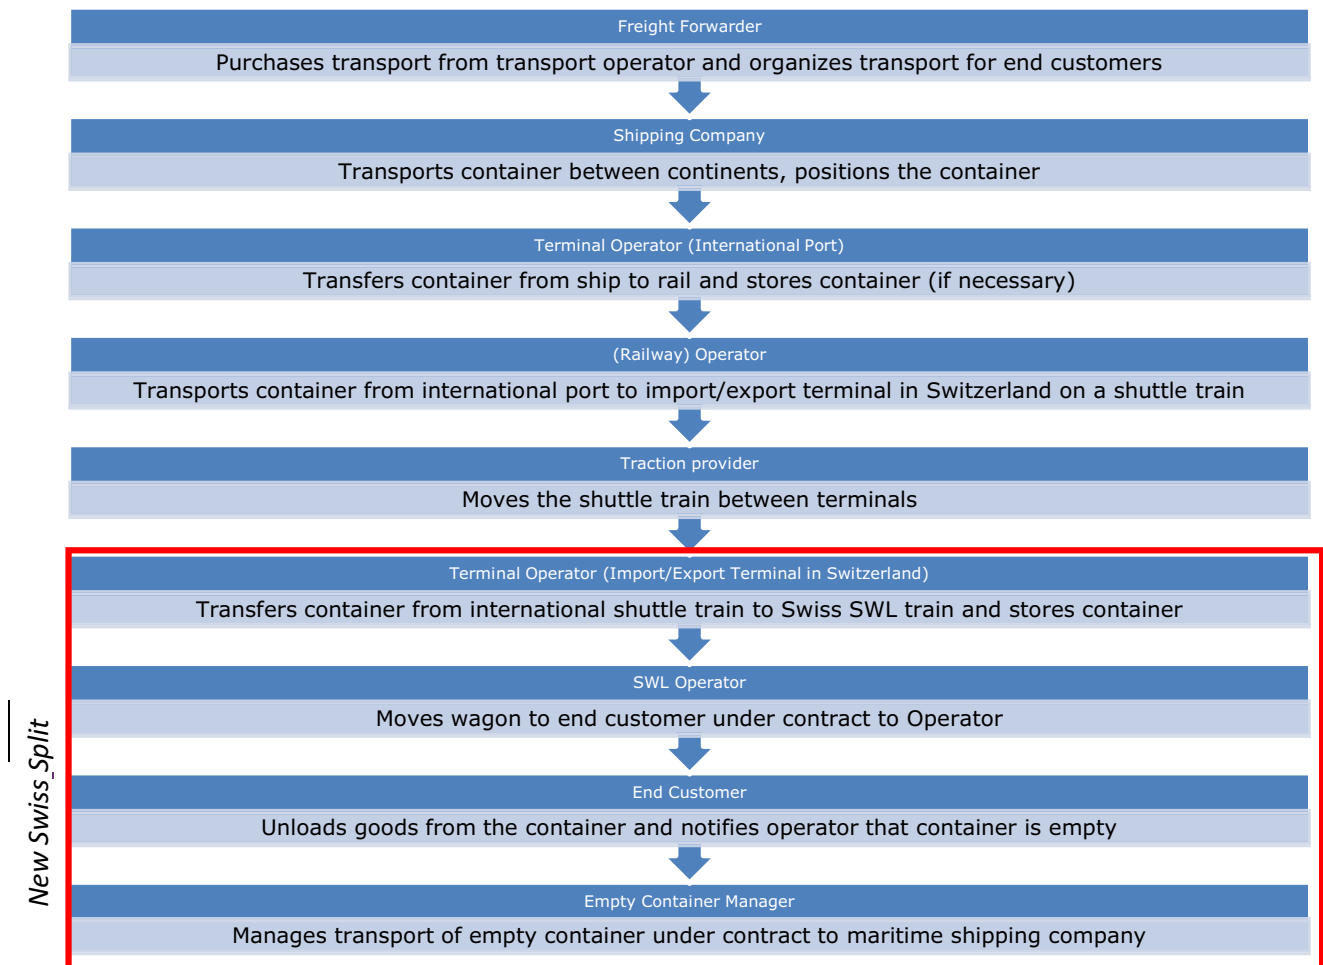 Freight Forwarder
Purchases transport from transport operator and organizes transport for end customers
Shipping Company
Transports container between continents, positions the container
Terminal Operator (International Port)
Transfers container from ship to rail and stores container (if necessary)
(Railway) Operator
Transports container from international port to import/export terminal in Switzerland on a shuttle train
Traction provider
Moves the shuttle train between terminals
Terminal Operator (Import/Export Terminal in Switzerland)
Transfers container from international shuttle train to Swiss SWL train and stores container
SWL Operator
Moves wagon to end customer under contract to Operator
End Customer
Unloads goods from the container and notifies operator that container is empty
Empty Container Manager
Manages transport of empty container under contract to maritime shipping company
New Swiss Split